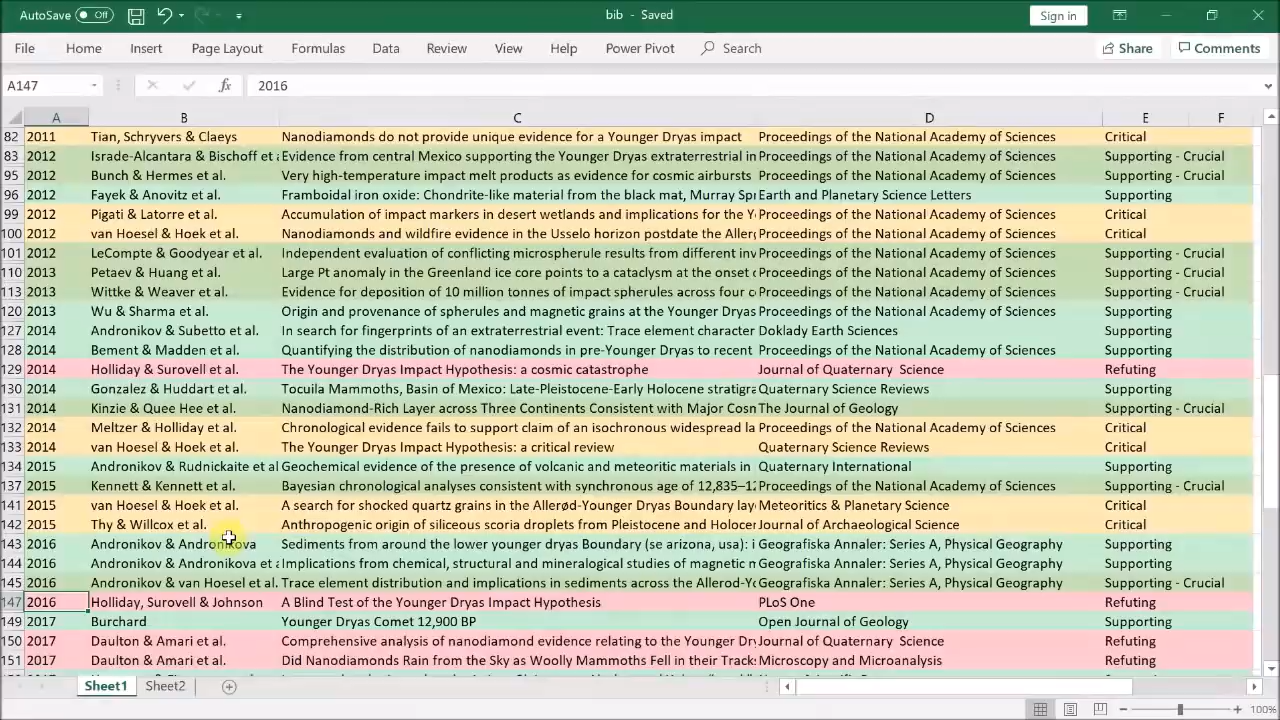 AutoSave Off bib - Saved Sign in
File Home Insert Page Layout Formulas Data Review View Help Power Pivot Search Share Comments
A147 fx 2016
A B C D E F
82 2011 Tian, Schryvers & Claeys Nanodiamonds do not provide unique evidence for a Younger Dryas impact Proceedings of the National Academy of Sciences Critical
83 2012 Israde-Alcantara & Bischoff et a Evidence from central Mexico supporting the Younger Dryas extraterrestrial in Proceedings of the National Academy of Sciences Supporting - Crucial
95 2012 Bunch & Hermes et al. Very high-temperature impact melt products as evidence for cosmic airbursts Proceedings of the National Academy of Sciences Supporting - Crucial
96 2012 Fayek & Anovitz et al. Framboidal iron oxide: Chondrite-like material from the black mat, Murray Spr Earth and Planetary Science Letters Supporting
99 2012 Pigati & Latorre et al. Accumulation of impact markers in desert wetlands and implications for the Yo Proceedings of the National Academy of Sciences Critical
100 2012 van Hoesel & Hoek et al. Nanodiamonds and wildfire evidence in the Usselo horizon postdate the Aller Proceedings of the National Academy of Sciences Critical
101 2012 LeCompte & Goodyear et al. Independent evaluation of conflicting microspherule results from different inv Proceedings of the National Academy of Sciences Supporting - Crucial
110 2013 Petaev & Huang et al. Large Pt anomaly in the Greenland ice core points to a cataclysm at the onset o Proceedings of the National Academy of Sciences Supporting - Crucial
113 2013 Wittke & Weaver et al. Evidence for deposition of 10 million tonnes of impact spherules across four c Proceedings of the National Academy of Sciences Supporting - Crucial
120 2013 Wu & Sharma et al. Origin and provenance of spherules and magnetic grains at the Younger Dryas Proceedings of the National Academy of Sciences Supporting
127 2014 Andronikov & Subetto et al. In search for fingerprints of an extraterrestrial event: Trace element character Doklady Earth Sciences Supporting
128 2014 Bement & Madden et al. Quantifying the distribution of nanodiamonds in pre-Younger Dryas to recent Proceedings of the National Academy of Sciences Supporting
129 2014 Holliday & Surovell et al. The Younger Dryas Impact Hypothesis: a cosmic catastrophe Journal of Quaternary Science Refuting
130 2014 Gonzalez & Huddart et al. Tocuila Mammoths, Basin of Mexico: Late-Pleistocene-Early Holocene stratigra Quaternary Science Reviews Supporting
131 2014 Kinzie & Quee Hee et al. Nanodiamond-Rich Layer across Three Continents Consistent with Major Cosm The Journal of Geology Supporting - Crucial
132 2014 Meltzer & Holliday et al. Chronological evidence fails to support claim of an isochronous widespread la Proceedings of the National Academy of Sciences Critical
133 2014 van Hoesel & Hoek et al. The Younger Dryas Impact Hypothesis: a critical review Quaternary Science Reviews Critical
134 2015 Andronikov & Rudnickaite et al Geochemical evidence of the presence of volcanic and meteoritic materials in Quaternary International Supporting
137 2015 Kennett & Kennett et al. Bayesian chronological analyses consistent with synchronous age of 12,835–12 Proceedings of the National Academy of Sciences Supporting - Crucial
141 2015 van Hoesel & Hoek et al. A search for shocked quartz grains in the Allerød-Younger Dryas Boundary lay Meteoritics & Planetary Science Critical
142 2015 Thy & Willcox et al. Anthropogenic origin of siliceous scoria droplets from Pleistocene and Holocen Journal of Archaeological Science Critical
143 2016 Andronikov & Andronikova Sediments from around the lower younger dryas Boundary (se arizona, usa): i Geografiska Annaler: Series A, Physical Geography Supporting
144 2016 Andronikov & Andronikova et a Implications from chemical, structural and mineralogical studies of magnetic m Geografiska Annaler: Series A, Physical Geography Supporting
145 2016 Andronikov & van Hoesel et al. Trace element distribution and implications in sediments across the Allerod-Yo Geografiska Annaler: Series A, Physical Geography Supporting - Crucial
147 2016 Holliday, Surovell & Johnson A Blind Test of the Younger Dryas Impact Hypothesis PLoS One Refuting
149 2017 Burchard Younger Dryas Comet 12,900 BP Open Journal of Geology Supporting
150 2017 Daulton & Amari et al. Comprehensive analysis of nanodiamond evidence relating to the Younger Dry Journal of Quaternary Science Refuting
151 2017 Daulton & Amari et al. Did Nanodiamonds Rain from the Sky as Woolly Mammoths Fell in their Tracks Microscopy and Microanalysis Refuting
Sheet1 Sheet2
100%